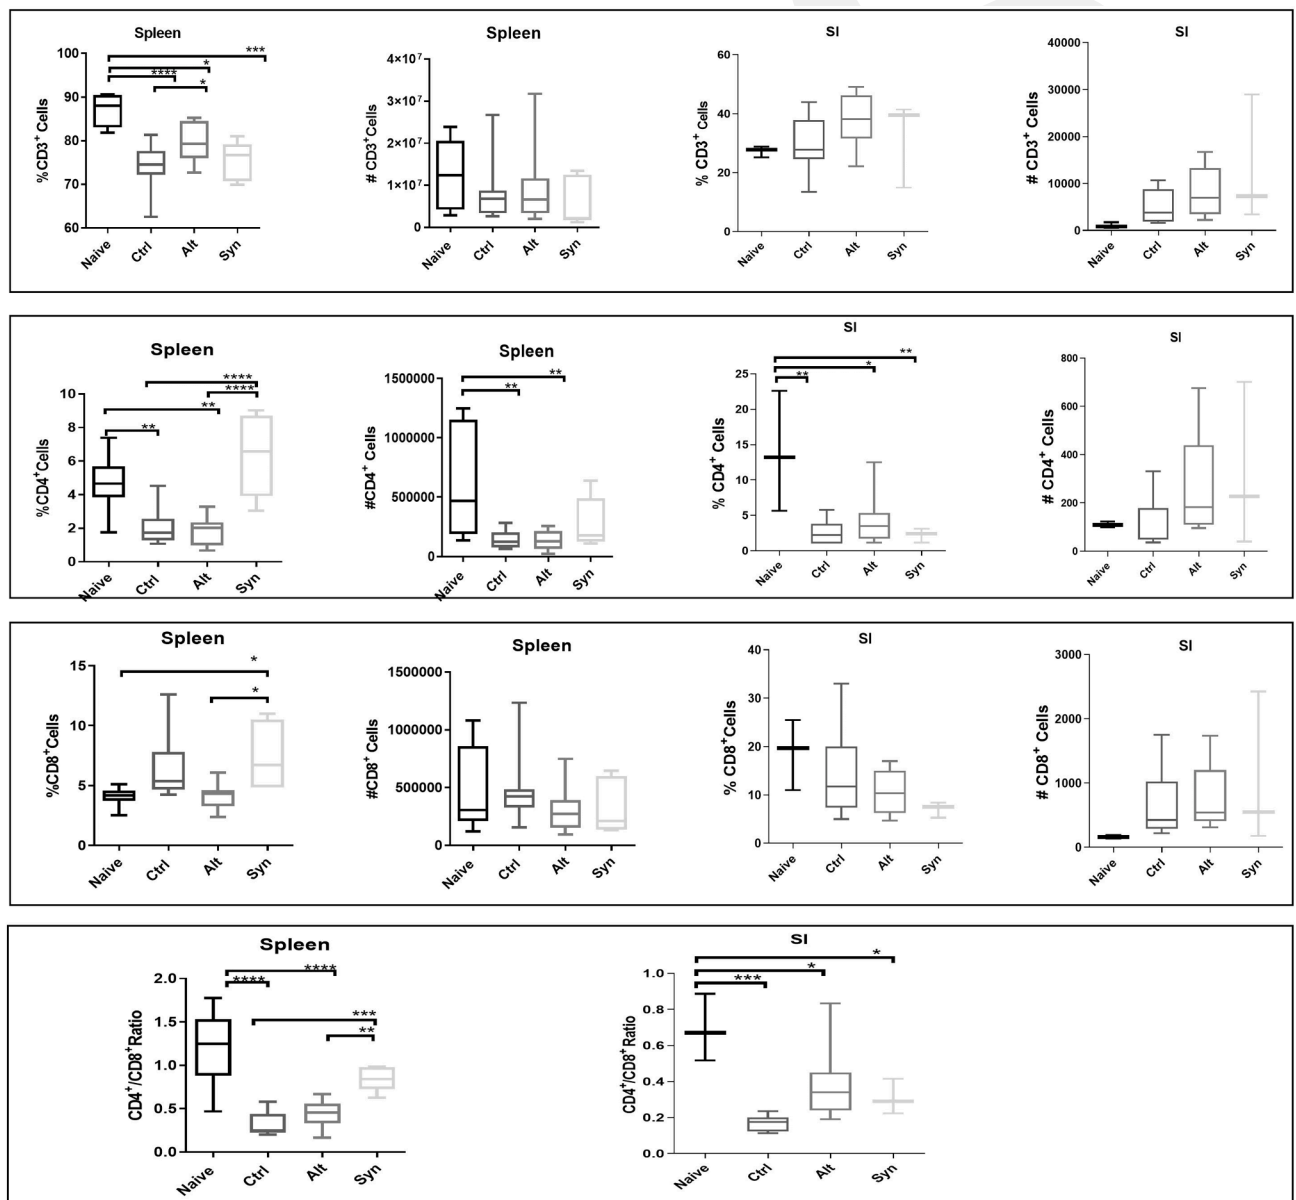 Spleen
%CD3+ Cells
100
90
80
70
60
***
*
****
*
Naive Ctrl Alt Syn
Spleen
# CD3+ Cells
4×10⁷
3×10⁷
2×10⁷
1×10⁷
0
Naive Ctrl Alt Syn
SI
% CD3+ Cells
60
40
20
0
Naive Ctrl Alt Syn
SI
# CD3+ Cells
40000
30000
20000
10000
0
Naive Ctrl Alt Syn
Spleen
%CD4+Cells
10
8
6
4
2
0
****
****
**
**
Naive Ctrl Alt Syn
Spleen
#CD4+ Cells
1500000
1000000
500000
0
**
**
Naive Ctrl Alt Syn
SI
% CD4+ Cells
25
20
15
10
5
0
**
*
**
Naive Ctrl Alt Syn
SI
# CD4+ Cells
800
600
400
200
0
Naive Ctrl Alt Syn
Spleen
%CD8+Cells
15
10
5
0
*
*
Naive Ctrl Alt Syn
Spleen
#CD8+ Cells
1500000
1000000
500000
0
Naive Ctrl Alt Syn
SI
% CD8+Cells
40
30
20
10
0
Naive Ctrl Alt Syn
SI
# CD8+ Cells
3000
2000
1000
0
Naive Ctrl Alt Syn
Spleen
CD4+/CD8+Ratio
2.0
1.5
1.0
0.5
0.0
****
****
***
**
Naive Ctrl Alt Syn
SI
CD4+/CD8+Ratio
1.0
0.8
0.6
0.4
0.2
0.0
*
*
***
Naive Ctrl Alt Syn